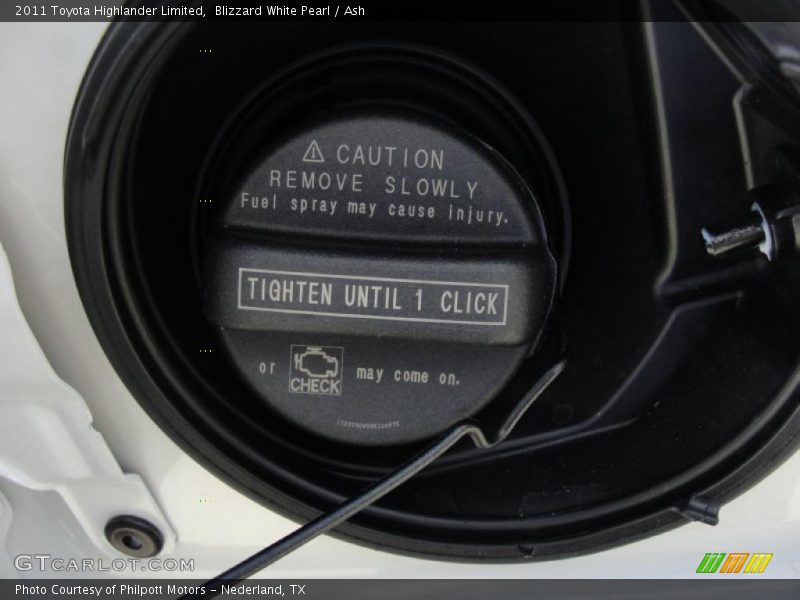 2011 Toyota Highlander Limited,  Blizzard White Pearl / Ash
CAUTION
REMOVE SLOWLY
Fuel spray may cause injury.
TIGHTEN UNTIL 1 CLICK
or CHECK may come on.
GTCARLOT.COM
Photo Courtesy of Philpott Motors - Nederland, TX